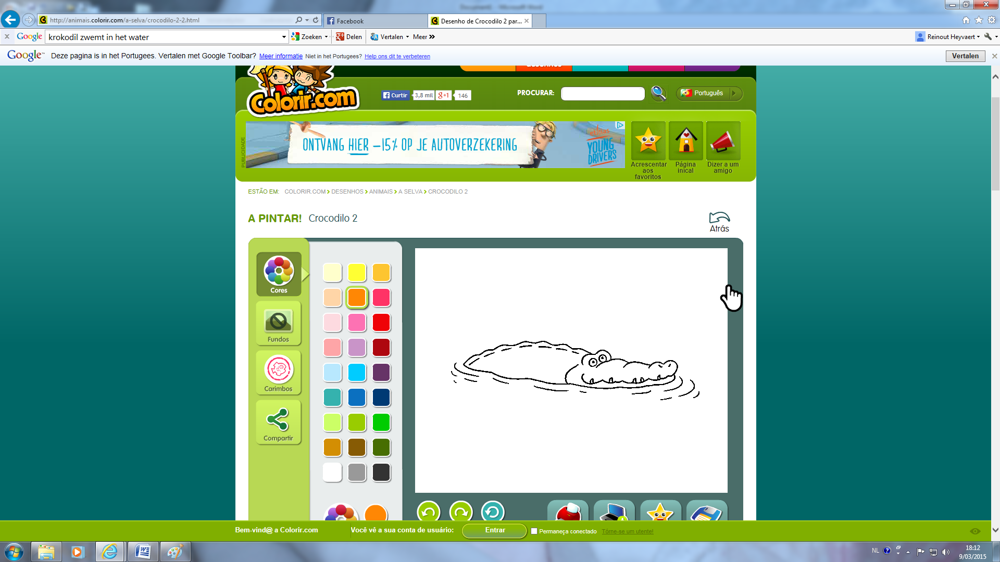 http://animais.colorir.com/a-selva/crocodilo-2-2.html
Facebook
Desenho de Crocodilo 2 par...
Google
krokodil zwemt in het water
Zoeken
Delen
Vertalen
Meer »
Reinout Heyvaert
Google™
Deze pagina is in het Portugees. Vertalen met Google Toolbar? Meer informatie Niet in het Portugees? Help ons dit te verbeteren
Vertalen
Colorir.com
Curtir
3,8 mil
g+1
146
PROCURAR:
Português
PUBLICIDADE
ONTVANG HIER -15% OP JE AUTOVERZEKERING
YOUNG
DRIVERS
Acrescentar
aos
favoritos
Página
inical
Dizer a um
amigo
ESTÃO EM: COLORIR.COM > DESENHOS > ANIMAIS > A SELVA > CROCODILO 2
A PINTAR! Crocodilo 2
Atrás
Cores
Fundos
Carimbos
Compartir
Bem-vind@ a Colorir.com
Você vê a sua conta de usuário:
Entrar
Permaneça conectado
Tórne-se um utente!
NL
18:12
9/03/2015